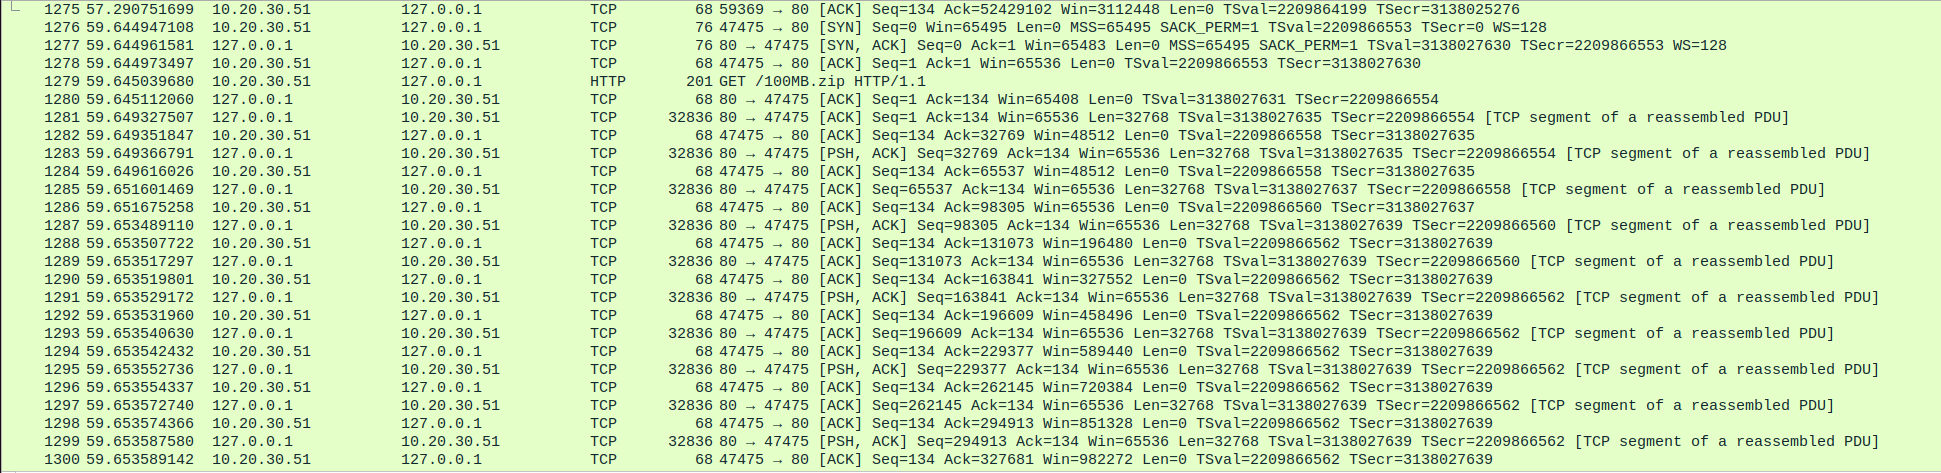 1275 57.290751699 10.20.30.51 127.0.0.1 TCP 68 59369 → 80 [ACK] Seq=134 Ack=52429102 Win=3112448 Len=0 TSval=2209864199 TSecr=3138025276
1276 59.644947108 10.20.30.51 127.0.0.1 TCP 76 47475 → 80 [SYN] Seq=0 Win=65495 Len=0 MSS=65495 SACK_PERM=1 TSval=2209866553 TSecr=0 WS=128
1277 59.644961581 127.0.0.1 10.20.30.51 TCP 76 80 → 47475 [SYN, ACK] Seq=0 Ack=1 Win=65483 Len=0 MSS=65495 SACK_PERM=1 TSval=3138027630 TSecr=2209866553 WS=128
1278 59.644973497 10.20.30.51 127.0.0.1 TCP 68 47475 → 80 [ACK] Seq=1 Ack=1 Win=65536 Len=0 TSval=2209866553 TSecr=3138027630
1279 59.645039680 10.20.30.51 127.0.0.1 HTTP 201 GET /100MB.zip HTTP/1.1
1280 59.645112060 127.0.0.1 10.20.30.51 TCP 68 80 → 47475 [ACK] Seq=1 Ack=134 Win=65408 Len=0 TSval=3138027631 TSecr=2209866554
1281 59.649327507 127.0.0.1 10.20.30.51 TCP 32836 80 → 47475 [ACK] Seq=1 Ack=134 Win=65536 Len=32768 TSval=3138027635 TSecr=2209866554 [TCP segment of a reassembled PDU]
1282 59.649351847 10.20.30.51 127.0.0.1 TCP 68 47475 → 80 [ACK] Seq=134 Ack=32769 Win=48512 Len=0 TSval=2209866558 TSecr=3138027635
1283 59.649366791 127.0.0.1 10.20.30.51 TCP 32836 80 → 47475 [PSH, ACK] Seq=32769 Ack=134 Win=65536 Len=32768 TSval=3138027635 TSecr=2209866554 [TCP segment of a reassembled PDU]
1284 59.649616026 10.20.30.51 127.0.0.1 TCP 68 47475 → 80 [ACK] Seq=134 Ack=65537 Win=48512 Len=0 TSval=2209866558 TSecr=3138027635
1285 59.651601469 127.0.0.1 10.20.30.51 TCP 32836 80 → 47475 [ACK] Seq=65537 Ack=134 Win=65536 Len=32768 TSval=3138027637 TSecr=2209866558 [TCP segment of a reassembled PDU]
1286 59.651675258 10.20.30.51 127.0.0.1 TCP 68 47475 → 80 [ACK] Seq=134 Ack=98305 Win=65536 Len=0 TSval=2209866560 TSecr=3138027637
1287 59.653489110 127.0.0.1 10.20.30.51 TCP 32836 80 → 47475 [PSH, ACK] Seq=98305 Ack=134 Win=65536 Len=32768 TSval=3138027639 TSecr=2209866560 [TCP segment of a reassembled PDU]
1288 59.653507722 10.20.30.51 127.0.0.1 TCP 68 47475 → 80 [ACK] Seq=134 Ack=131073 Win=196480 Len=0 TSval=2209866562 TSecr=3138027639
1289 59.653517297 127.0.0.1 10.20.30.51 TCP 32836 80 → 47475 [ACK] Seq=131073 Ack=134 Win=65536 Len=32768 TSval=3138027639 TSecr=2209866560 [TCP segment of a reassembled PDU]
1290 59.653519801 10.20.30.51 127.0.0.1 TCP 68 47475 → 80 [ACK] Seq=134 Ack=163841 Win=327552 Len=0 TSval=2209866562 TSecr=3138027639
1291 59.653529172 127.0.0.1 10.20.30.51 TCP 32836 80 → 47475 [PSH, ACK] Seq=163841 Ack=134 Win=65536 Len=32768 TSval=3138027639 TSecr=2209866562 [TCP segment of a reassembled PDU]
1292 59.653531960 10.20.30.51 127.0.0.1 TCP 68 47475 → 80 [ACK] Seq=134 Ack=196609 Win=458496 Len=0 TSval=2209866562 TSecr=3138027639
1293 59.653540630 127.0.0.1 10.20.30.51 TCP 32836 80 → 47475 [ACK] Seq=196609 Ack=134 Win=65536 Len=32768 TSval=3138027639 TSecr=2209866562 [TCP segment of a reassembled PDU]
1294 59.653542432 10.20.30.51 127.0.0.1 TCP 68 47475 → 80 [ACK] Seq=134 Ack=229377 Win=589440 Len=0 TSval=2209866562 TSecr=3138027639
1295 59.653552736 127.0.0.1 10.20.30.51 TCP 32836 80 → 47475 [PSH, ACK] Seq=229377 Ack=134 Win=65536 Len=32768 TSval=3138027639 TSecr=2209866562 [TCP segment of a reassembled PDU]
1296 59.653554337 10.20.30.51 127.0.0.1 TCP 68 47475 → 80 [ACK] Seq=134 Ack=262145 Win=720384 Len=0 TSval=2209866562 TSecr=3138027639
1297 59.653572740 127.0.0.1 10.20.30.51 TCP 32836 80 → 47475 [ACK] Seq=262145 Ack=134 Win=65536 Len=32768 TSval=3138027639 TSecr=2209866562 [TCP segment of a reassembled PDU]
1298 59.653574366 10.20.30.51 127.0.0.1 TCP 68 47475 → 80 [ACK] Seq=134 Ack=294913 Win=851328 Len=0 TSval=2209866562 TSecr=3138027639
1299 59.653587580 127.0.0.1 10.20.30.51 TCP 32836 80 → 47475 [PSH, ACK] Seq=294913 Ack=134 Win=65536 Len=32768 TSval=3138027639 TSecr=2209866562 [TCP segment of a reassembled PDU]
1300 59.653589142 10.20.30.51 127.0.0.1 TCP 68 47475 → 80 [ACK] Seq=134 Ack=327681 Win=982272 Len=0 TSval=2209866562 TSecr=3138027639